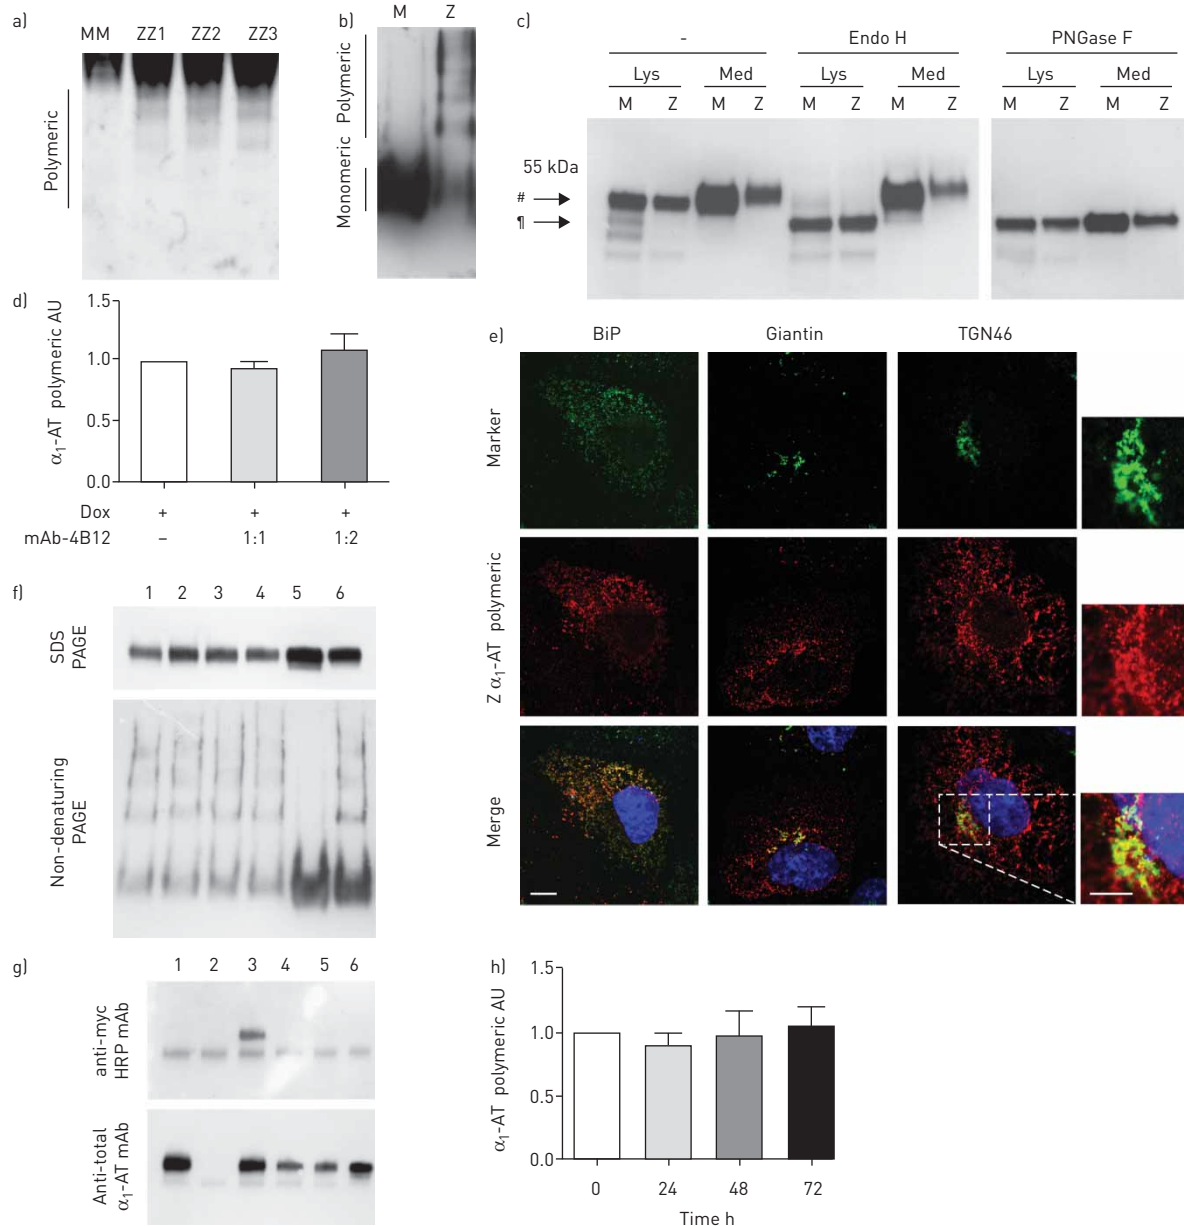 a)
MM ZZ1 ZZ2 ZZ3
Polymeric
b)
M Z
Polymeric
Monomeric
c)
- Endo H PNGase F
Lys Med Lys Med Lys Med
M Z M Z M Z M Z M Z M Z
55 kDa
#
¶
d)
α1-AT polymeric AU
1.5
1.0
0.5
0.0
Dox + + +
mAb-4B12 – 1:1 1:2
e)
BiP Giantin TGN46
Marker
Z α1-AT polymeric
Merge
f)
1 2 3 4 5 6
SDS
PAGE
Non-denaturing
PAGE
g)
1 2 3 4 5 6
anti-myc
HRP mAb
Anti-total
α1-AT mAb
h)
α1-AT polymeric AU
1.5
1.0
0.5
0.0
0 24 48 72
Time h